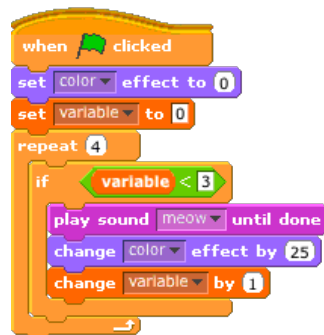 when clicked
set color effect to 0
set variable to 0
repeat 4
if variable < 3
play sound meow until done
change color effect by 25
change variable by 1